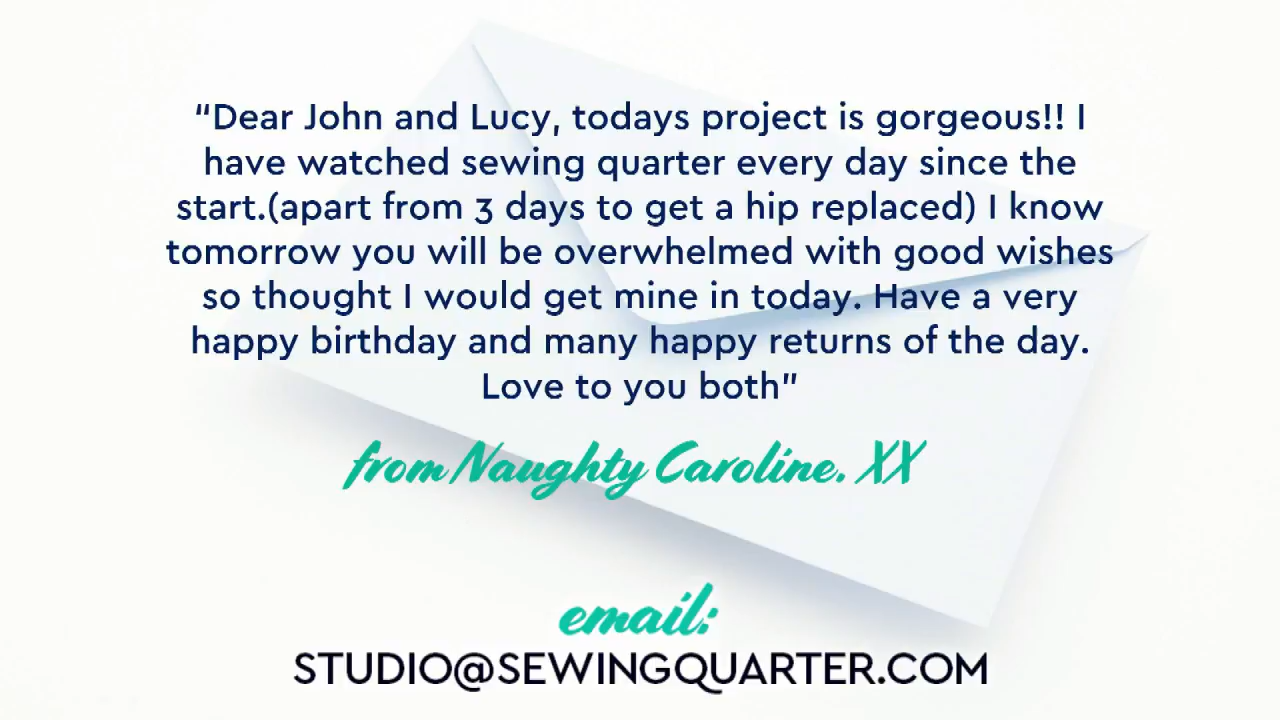 “Dear John and Lucy, todays project is gorgeous!! I
have watched sewing quarter every day since the
start.(apart from 3 days to get a hip replaced) I know
tomorrow you will be overwhelmed with good wishes
so thought I would get mine in today. Have a very
happy birthday and many happy returns of the day.
Love to you both”
from Naughty Caroline. XX
email:
STUDIO@SEWINGQUARTER.COM